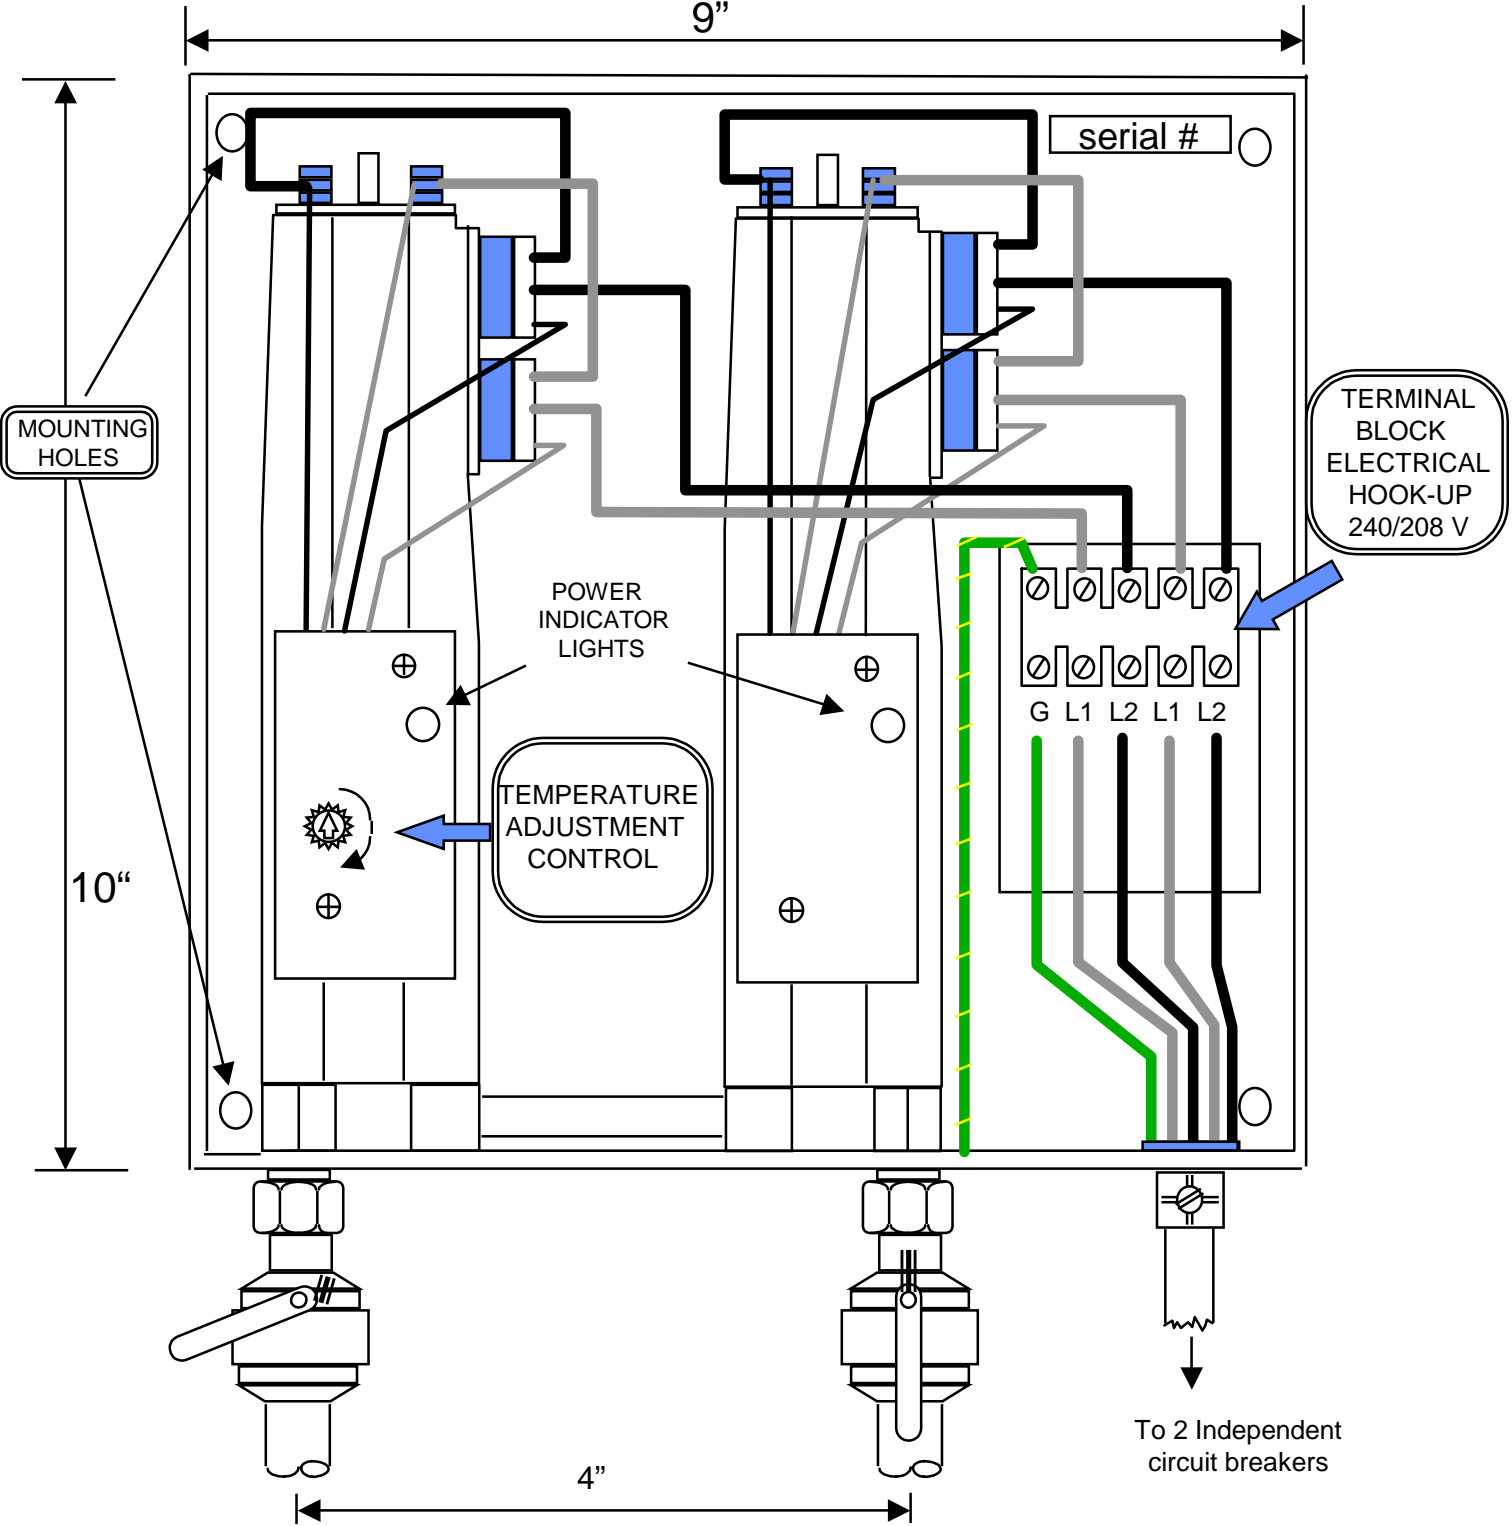 9”
serial #
MOUNTING
HOLES
TERMINAL
BLOCK
ELECTRICAL
HOOK-UP
240/208 V
POWER
INDICATOR
LIGHTS
G L1 L2 L1 L2
TEMPERATURE
ADJUSTMENT
CONTROL
10“
To 2 Independent
circuit breakers
4”